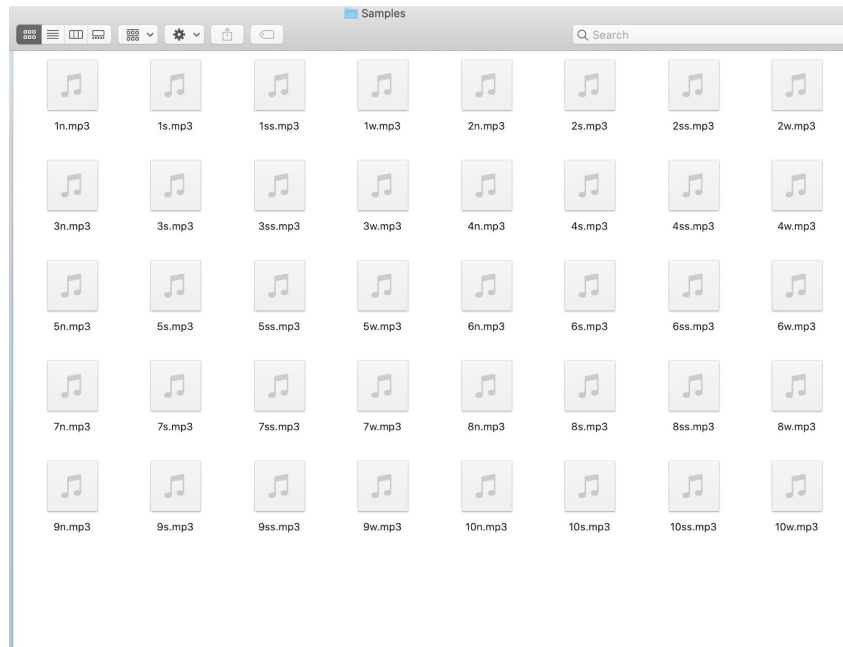 Samples
Search
1n.mp3 1s.mp3 1ss.mp3 1w.mp3 2n.mp3 2s.mp3 2ss.mp3 2w.mp3
3n.mp3 3s.mp3 3ss.mp3 3w.mp3 4n.mp3 4s.mp3 4ss.mp3 4w.mp3
5n.mp3 5s.mp3 5ss.mp3 5w.mp3 6n.mp3 6s.mp3 6ss.mp3 6w.mp3
7n.mp3 7s.mp3 7ss.mp3 7w.mp3 8n.mp3 8s.mp3 8ss.mp3 8w.mp3
9n.mp3 9s.mp3 9ss.mp3 9w.mp3 10n.mp3 10s.mp3 10ss.mp3 10w.mp3